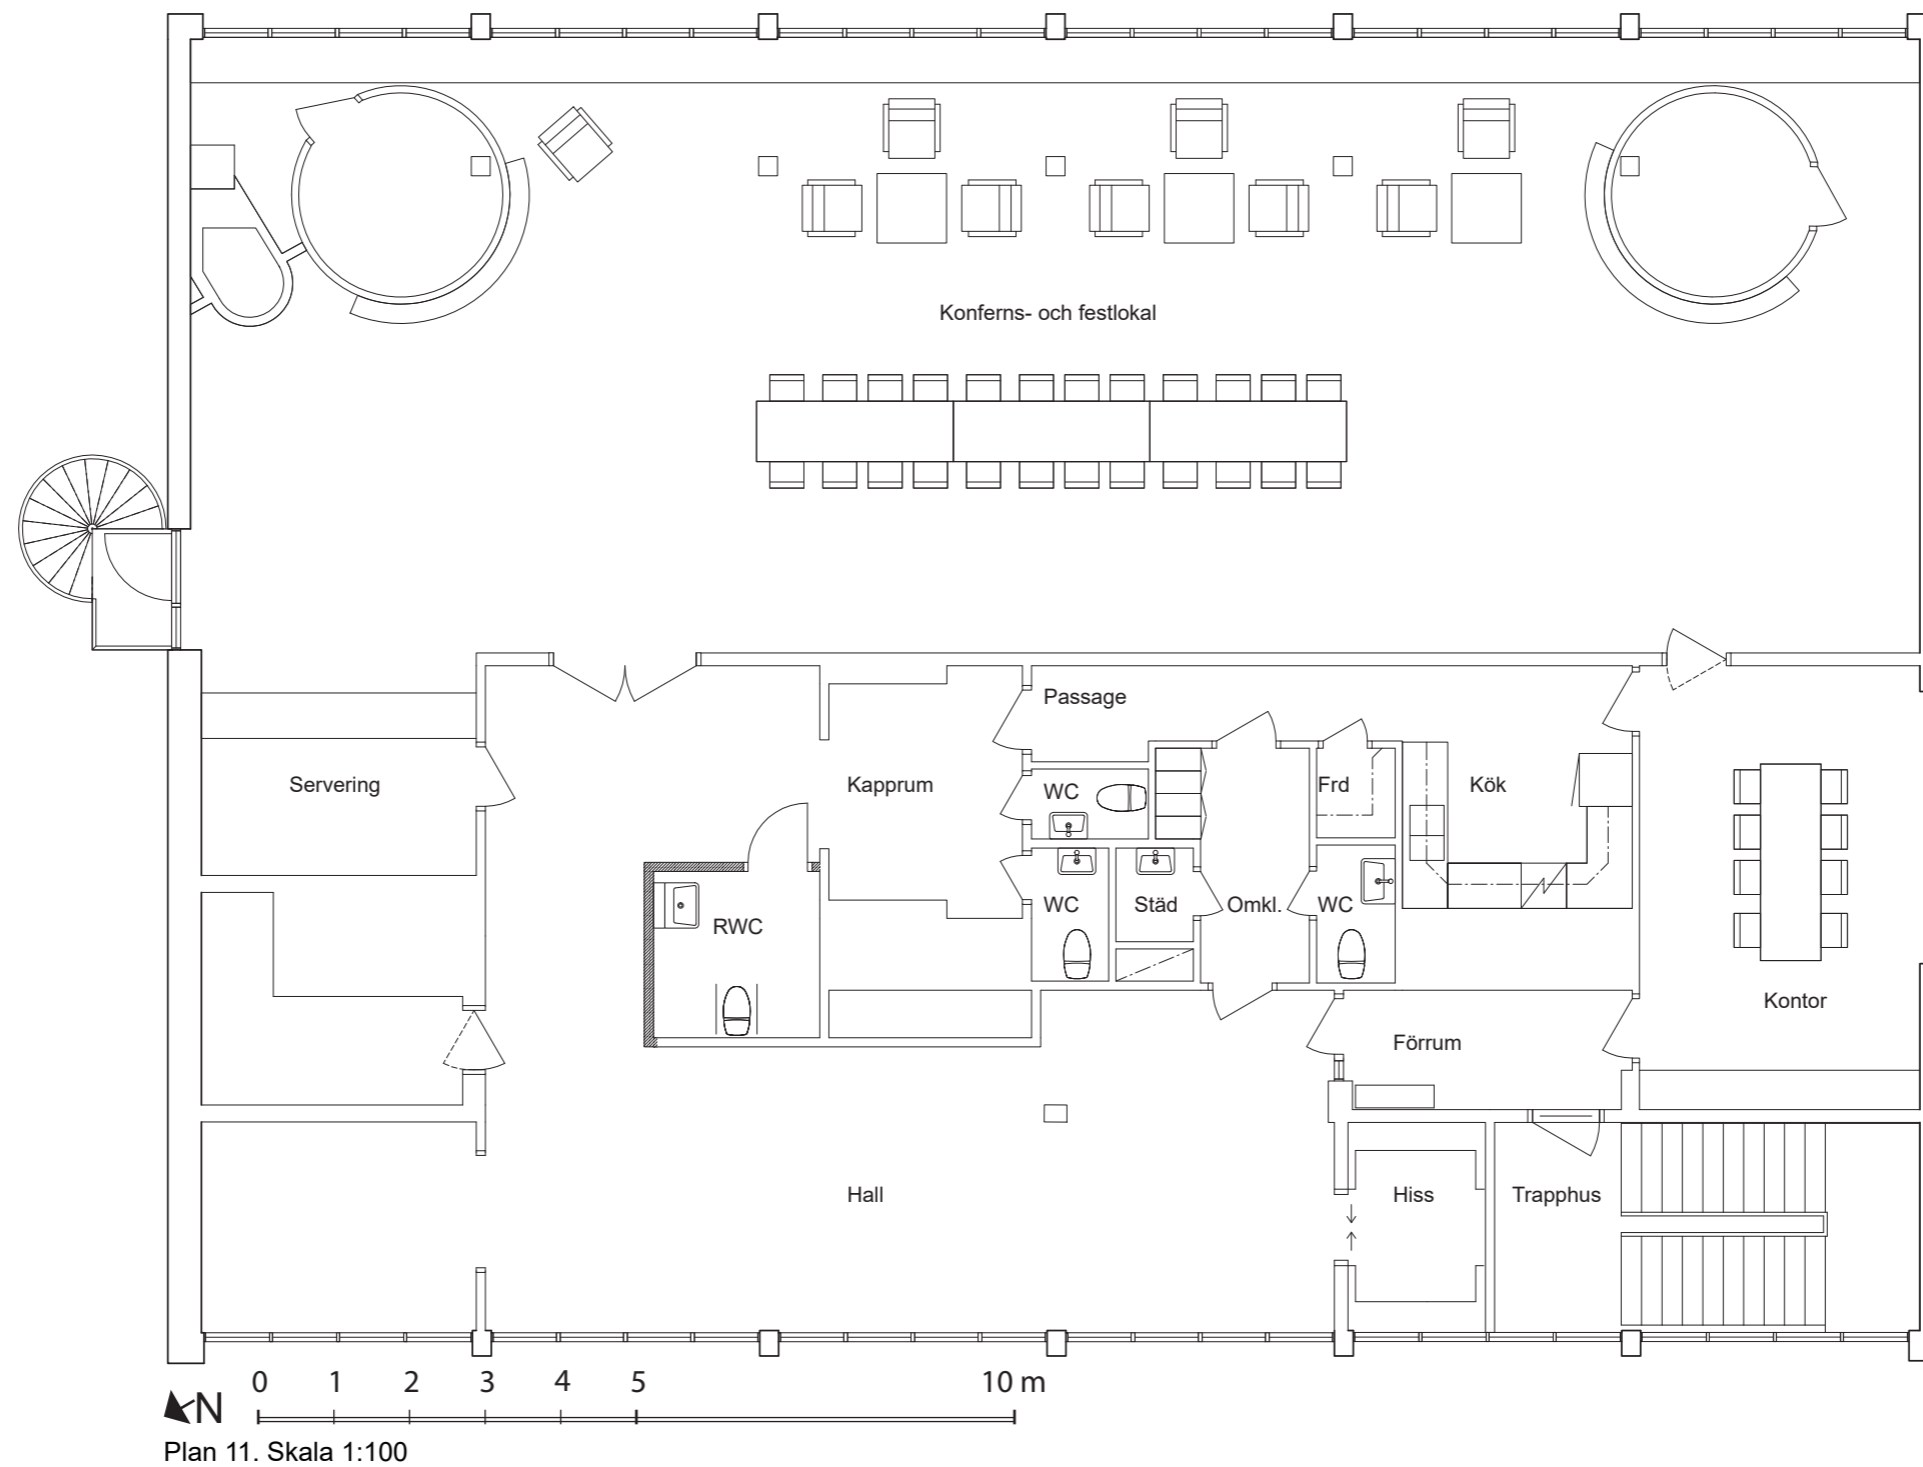 Konferns- och festlokal
Passage
Servering
Kapprum
WC
Frd
Kök
RWC
WC
Städ
Omkl.
WC
Kontor
Förrum
Hall
Hiss
Trapphus
0 1 2 3 4 5 10 m
N
Plan 11. Skala 1:100